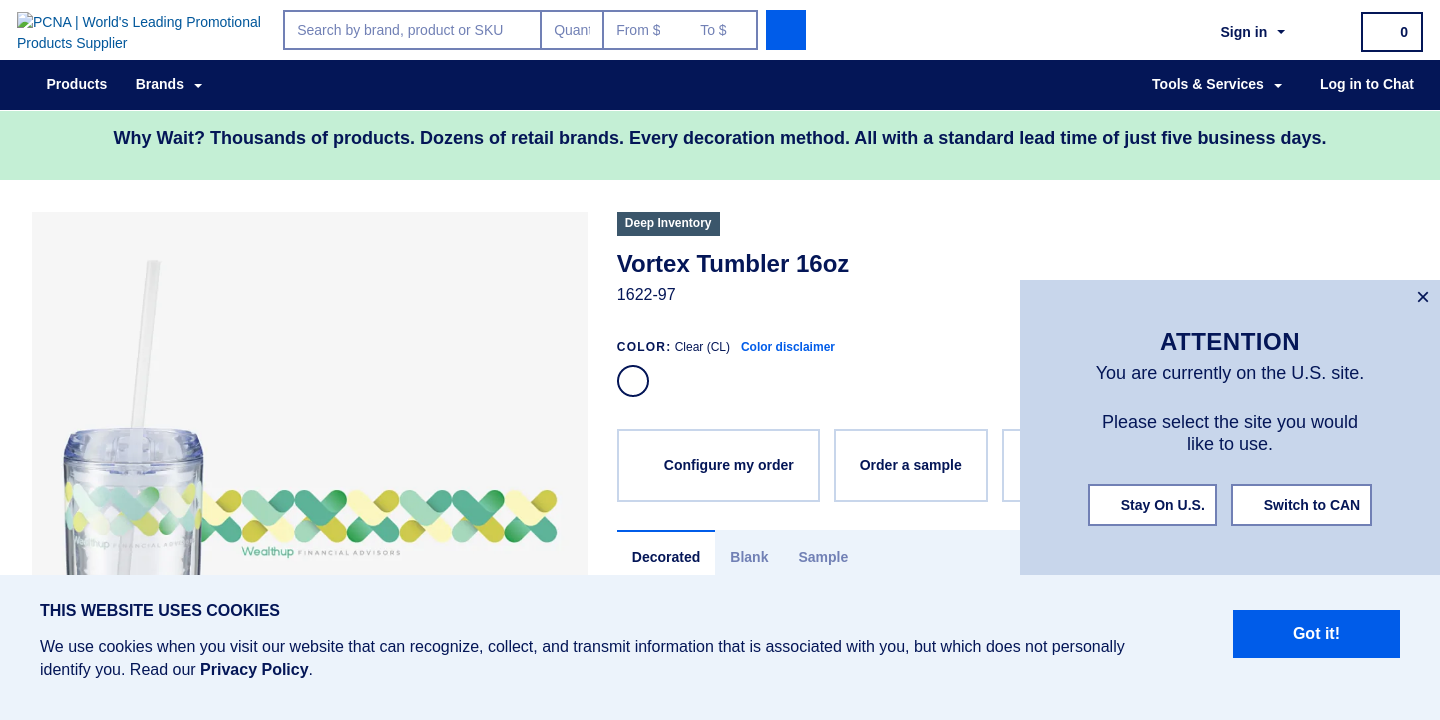 PCNA | World's Leading Promotional
Products Supplier
Search by brand, product or SKU
Quant
From $
To $
Sign in
0
Products
Brands
Tools & Services
Log in to Chat
Why Wait? Thousands of products. Dozens of retail brands. Every decoration method. All with a standard lead time of just five business days.
Deep Inventory
Vortex Tumbler 16oz
1622-97
COLOR: Clear (CL) Color disclaimer
Configure my order
Order a sample
Decorated
Blank
Sample
Wealthup FINANCIAL ADVISORS
×
ATTENTION
You are currently on the U.S. site.
Please select the site you would
like to use.
Stay On U.S.
Switch to CAN
THIS WEBSITE USES COOKIES
We use cookies when you visit our website that can recognize, collect, and transmit information that is associated with you, but which does not personally
identify you. Read our Privacy Policy.
Got it!